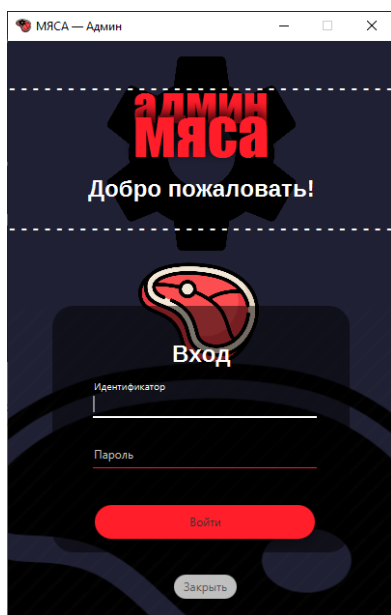 МЯСА — Админ
админ
МЯСА
Добро пожаловать!
Вход
Идентификатор
Пароль
Войти
Закрыть